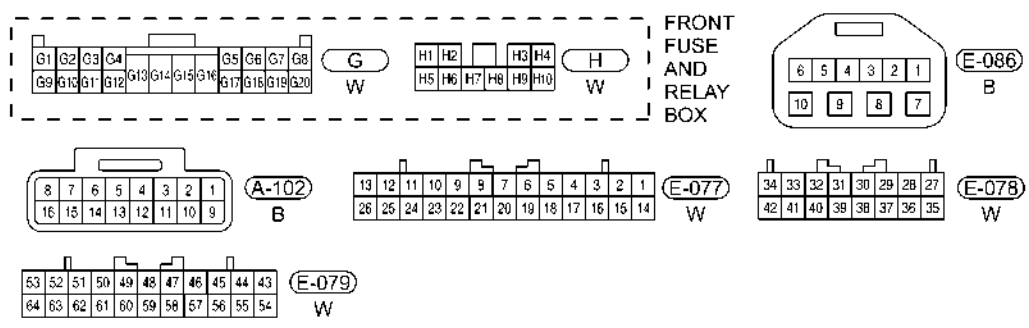 FRONT
FUSE
AND
RELAY
BOX
G1 G2 G3 G4 G5 G6 G7 G8
G9 G10 G11 G12 G13 G14 G15 G16 G17 G18 G19 G20
G
W
H1 H2 H3 H4
H5 H6 H7 H8 H9 H10
H
W
6 5 4 3 2 1
10 9 8 7
E-086
B
8 7 6 5 4 3 2 1
16 15 14 13 12 11 10 9
A-102
B
13 12 11 10 9 8 7 6 5 4 3 2 1
26 25 24 23 22 21 20 19 18 17 16 15 14
E-077
W
34 33 32 31 30 29 28 27
42 41 40 39 38 37 36 35
E-078
W
53 52 51 50 49 48 47 46 45 44 43
64 63 62 61 60 59 58 57 56 55 54
E-079
W